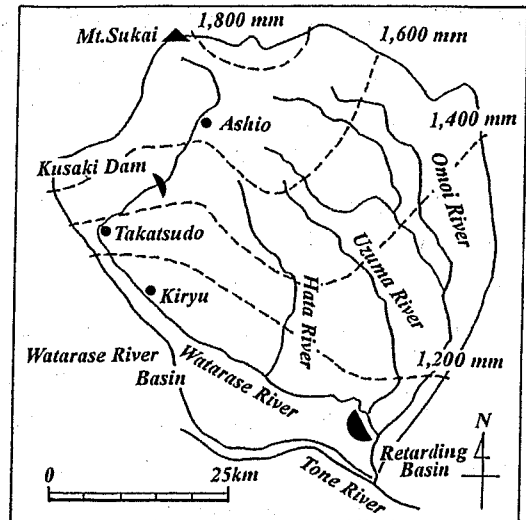 1,800 mm
Mt.Sukai
1,600 mm
1,400 mm
Ashio
Kusaki Dam
Omoi River
Takatsudo
Uzuma River
Hata River
Kiryu
Watarase River
Basin
Watarase River
1,200 mm
N
Retarding
Basin
0 25km
Tone River